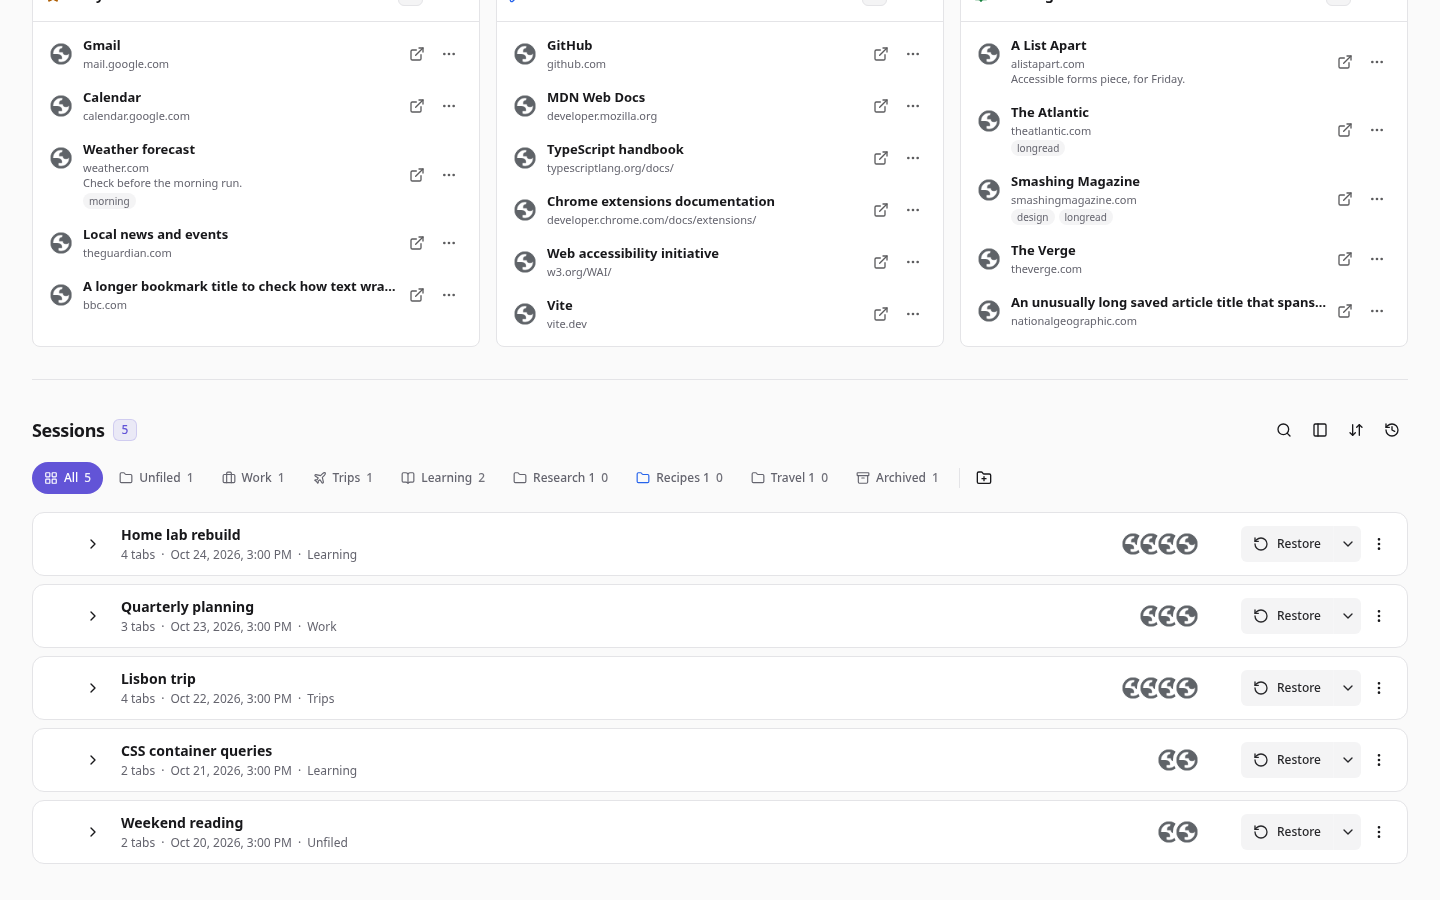 Gmail
mail.google.com
Calendar
calendar.google.com
Weather forecast
weather.com
Check before the morning run.
morning
Local news and events
theguardian.com
A longer bookmark title to check how text wra...
bbc.com
GitHub
github.com
MDN Web Docs
developer.mozilla.org
TypeScript handbook
typescriptlang.org/docs/
Chrome extensions documentation
developer.chrome.com/docs/extensions/
Web accessibility initiative
w3.org/WAI/
Vite
vite.dev
A List Apart
alistapart.com
Accessible forms piece, for Friday.
The Atlantic
theatlantic.com
longread
Smashing Magazine
smashingmagazine.com
design longread
The Verge
theverge.com
An unusually long saved article title that spans...
nationalgeographic.com
Sessions 5
All 5 Unfiled 1 Work 1 Trips 1 Learning 2 Research 1 0 Recipes 1 0 Travel 1 0 Archived 1
Home lab rebuild
4 tabs · Oct 24, 2026, 3:00 PM · Learning
Restore
Quarterly planning
3 tabs · Oct 23, 2026, 3:00 PM · Work
Restore
Lisbon trip
4 tabs · Oct 22, 2026, 3:00 PM · Trips
Restore
CSS container queries
2 tabs · Oct 21, 2026, 3:00 PM · Learning
Restore
Weekend reading
2 tabs · Oct 20, 2026, 3:00 PM · Unfiled
Restore